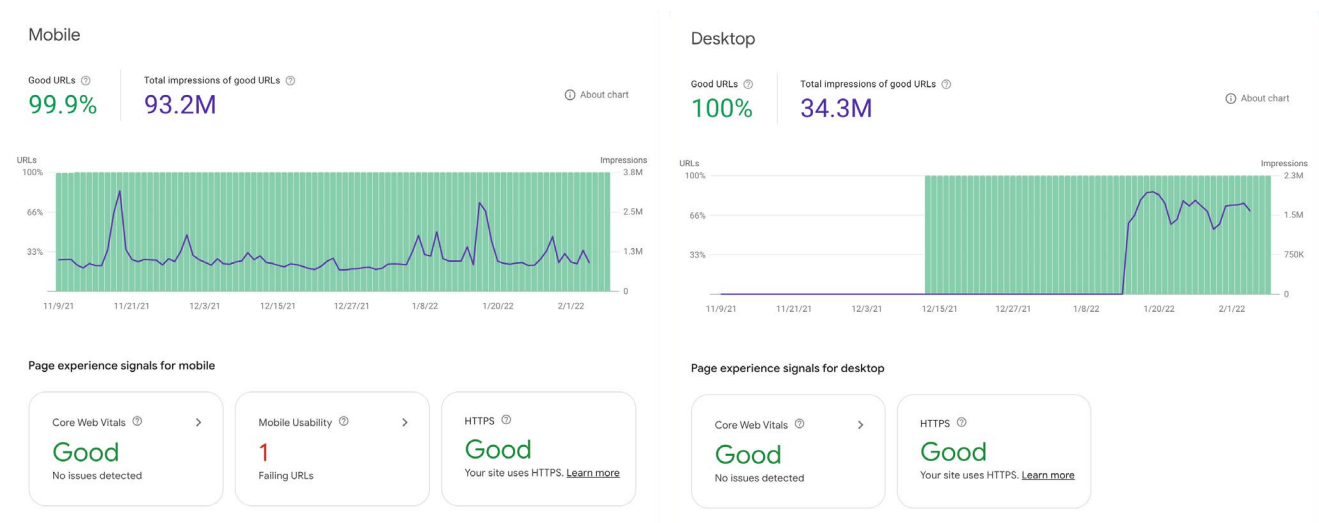 Mobile
Good URLs
Total impressions of good URLs
99.9%
93.2M
About chart
URLs
Impressions
100%
3.8M
66%
2.5M
33%
1.3M
0
11/9/21 11/21/21 12/3/21 12/15/21 12/27/21 1/8/22 1/20/22 2/1/22
Page experience signals for mobile
Core Web Vitals
Good
No issues detected
Mobile Usability
1
Failing URLs
HTTPS
Good
Your site uses HTTPS. Learn more
Desktop
Good URLs
Total impressions of good URLs
100%
34.3M
About chart
URLs
Impressions
100%
2.3M
66%
1.5M
33%
750K
0
11/9/21 11/21/21 12/3/21 12/15/21 12/27/21 1/8/22 1/20/22 2/1/22
Page experience signals for desktop
Core Web Vitals
Good
No issues detected
HTTPS
Good
Your site uses HTTPS. Learn more